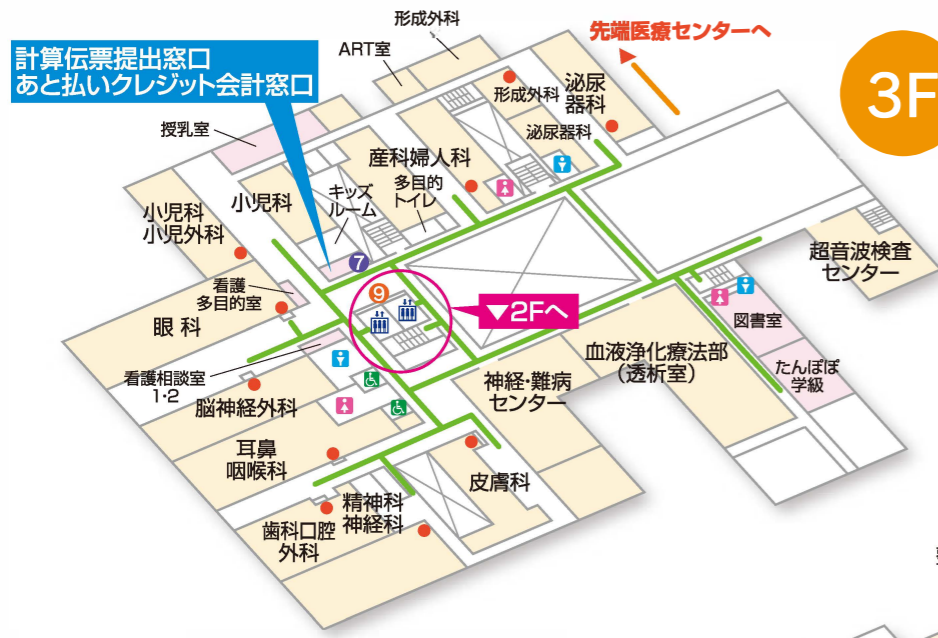 形成外科
ART室
先端医療センターへ
3F
計算伝票提出窓口
あと払いクレジット会計窓口
形成外科
泌尿
器科
泌尿器科
授乳室
産科婦人科
多目的
トイレ
キッズ
ルーム
小児科
小児科
小児外科
超音波検査
センター
7
看護
多目的室
9
▼2Fへ
眼 科
図書室
血液浄化療法部
(透析室)
たんぽぽ
学級
看護相談室
1・2
神経・難病
センター
脳神経外科
耳鼻
咽喉科
皮膚科
精神科
神経科
歯科口腔
外科